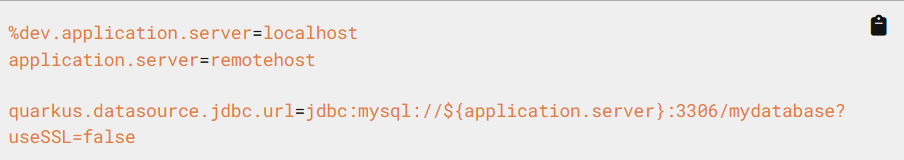 %dev.application.server=localhost
application.server=remotehost
quarkus.datasource.jdbc.url=jdbc:mysql://${application.server}:3306/mydatabase?
useSSL=false